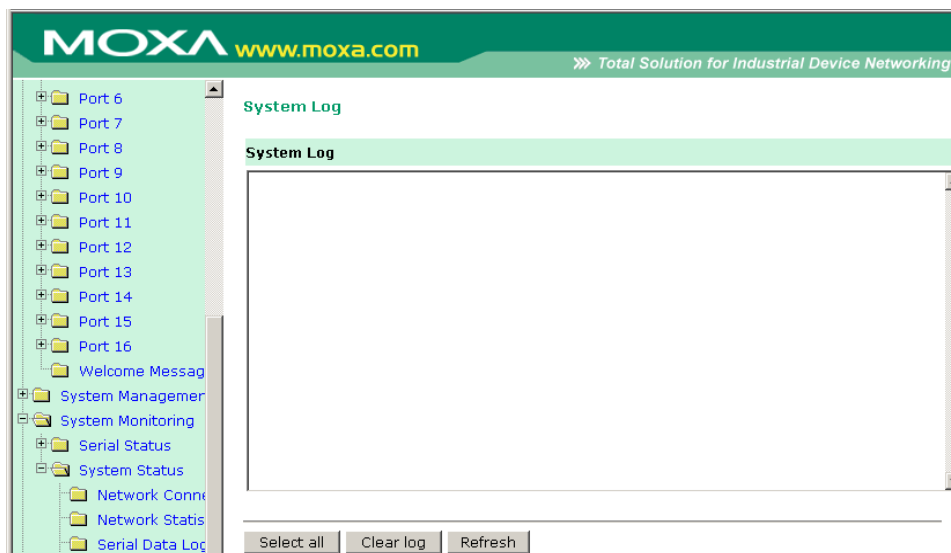 MOXA www.moxa.com
Total Solution for Industrial Device Networking
Port 6
Port 7
Port 8
Port 9
Port 10
Port 11
Port 12
Port 13
Port 14
Port 15
Port 16
Welcome Messag
System Managemer
System Monitoring
Serial Status
System Status
Network Conne
Network Statis
Serial Data Log
System Log
System Log
Select all Clear log Refresh